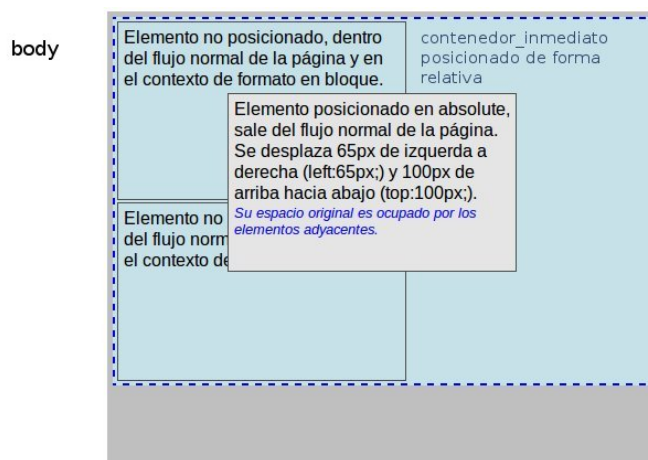 body
Elemento no posicionado, dentro
del flujo normal de la página y en
el contexto de formato en bloque.
contenedor_inmediato
posicionado de forma
relativa
Elemento posicionado en absolute,
sale del flujo normal de la página.
Se desplaza 65px de izquerda a
derecha (left:65px;) y 100px de
arriba hacia abajo (top:100px;).
Su espacio original es ocupado por los
elementos adyacentes.
Elemento no
del flujo norm
el contexto de